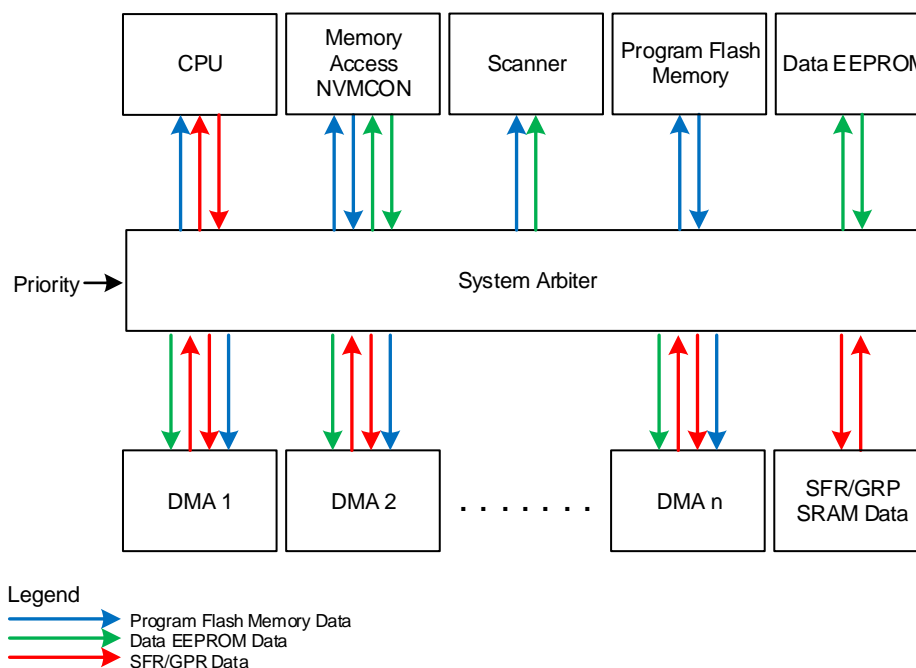 CPU
Memory
Access
NVMCON
Scanner
Program Flash
Memory
Data EEPROM
Priority
System Arbiter
DMA 1
DMA 2
. . . . . . .
DMA n
SFR/GRP
SRAM Data
Legend
Program Flash Memory Data
Data EEPROM Data
SFR/GPR Data